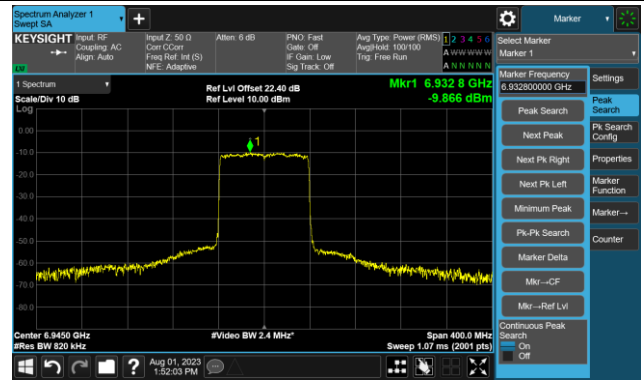 Spectrum Analyzer 1
Swept SA
+
Marker
KEYSIGHT
Input: RF
Coupling: AC
Align: Auto
Input Z: 50 Ω
Corr CCorr
Freq Ref: Int (S)
NFE: Adaptive
Atten: 6 dB
PNO: Fast
Gate: Off
IF Gain: Low
Sig Track: Off
Avg Type: Power (RMS)
Avg|Hold: 100/100
Trig: Free Run
1 2 3 4 5 6
A W W W W W
A N N N N N
LXI
Select Marker
Marker 1
1 Spectrum
Scale/Div 10 dB
Log
Ref Lvl Offset 22.40 dB
Ref Level 10.00 dBm
Mkr1 6.932 8 GHz
-9.866 dBm
0.00
-10.0
-20.0
-30.0
-40.0
-50.0
-60.0
-70.0
-80.0
1
Center 6.9450 GHz
#Res BW 820 kHz
#Video BW 2.4 MHz*
Span 400.0 MHz
Sweep 1.07 ms (2001 pts)
Marker Frequency
6.932800000 GHz
Peak Search
Next Peak
Next Pk Right
Next Pk Left
Minimum Peak
Pk-Pk Search
Marker Delta
Mkr→CF
Mkr→Ref Lvl
Continuous Peak
Search
On
Off
Settings
Peak
Search
Pk Search
Config
Properties
Marker
Function
Marker→
Counter
?
Aug 01, 2023
1:52:03 PM